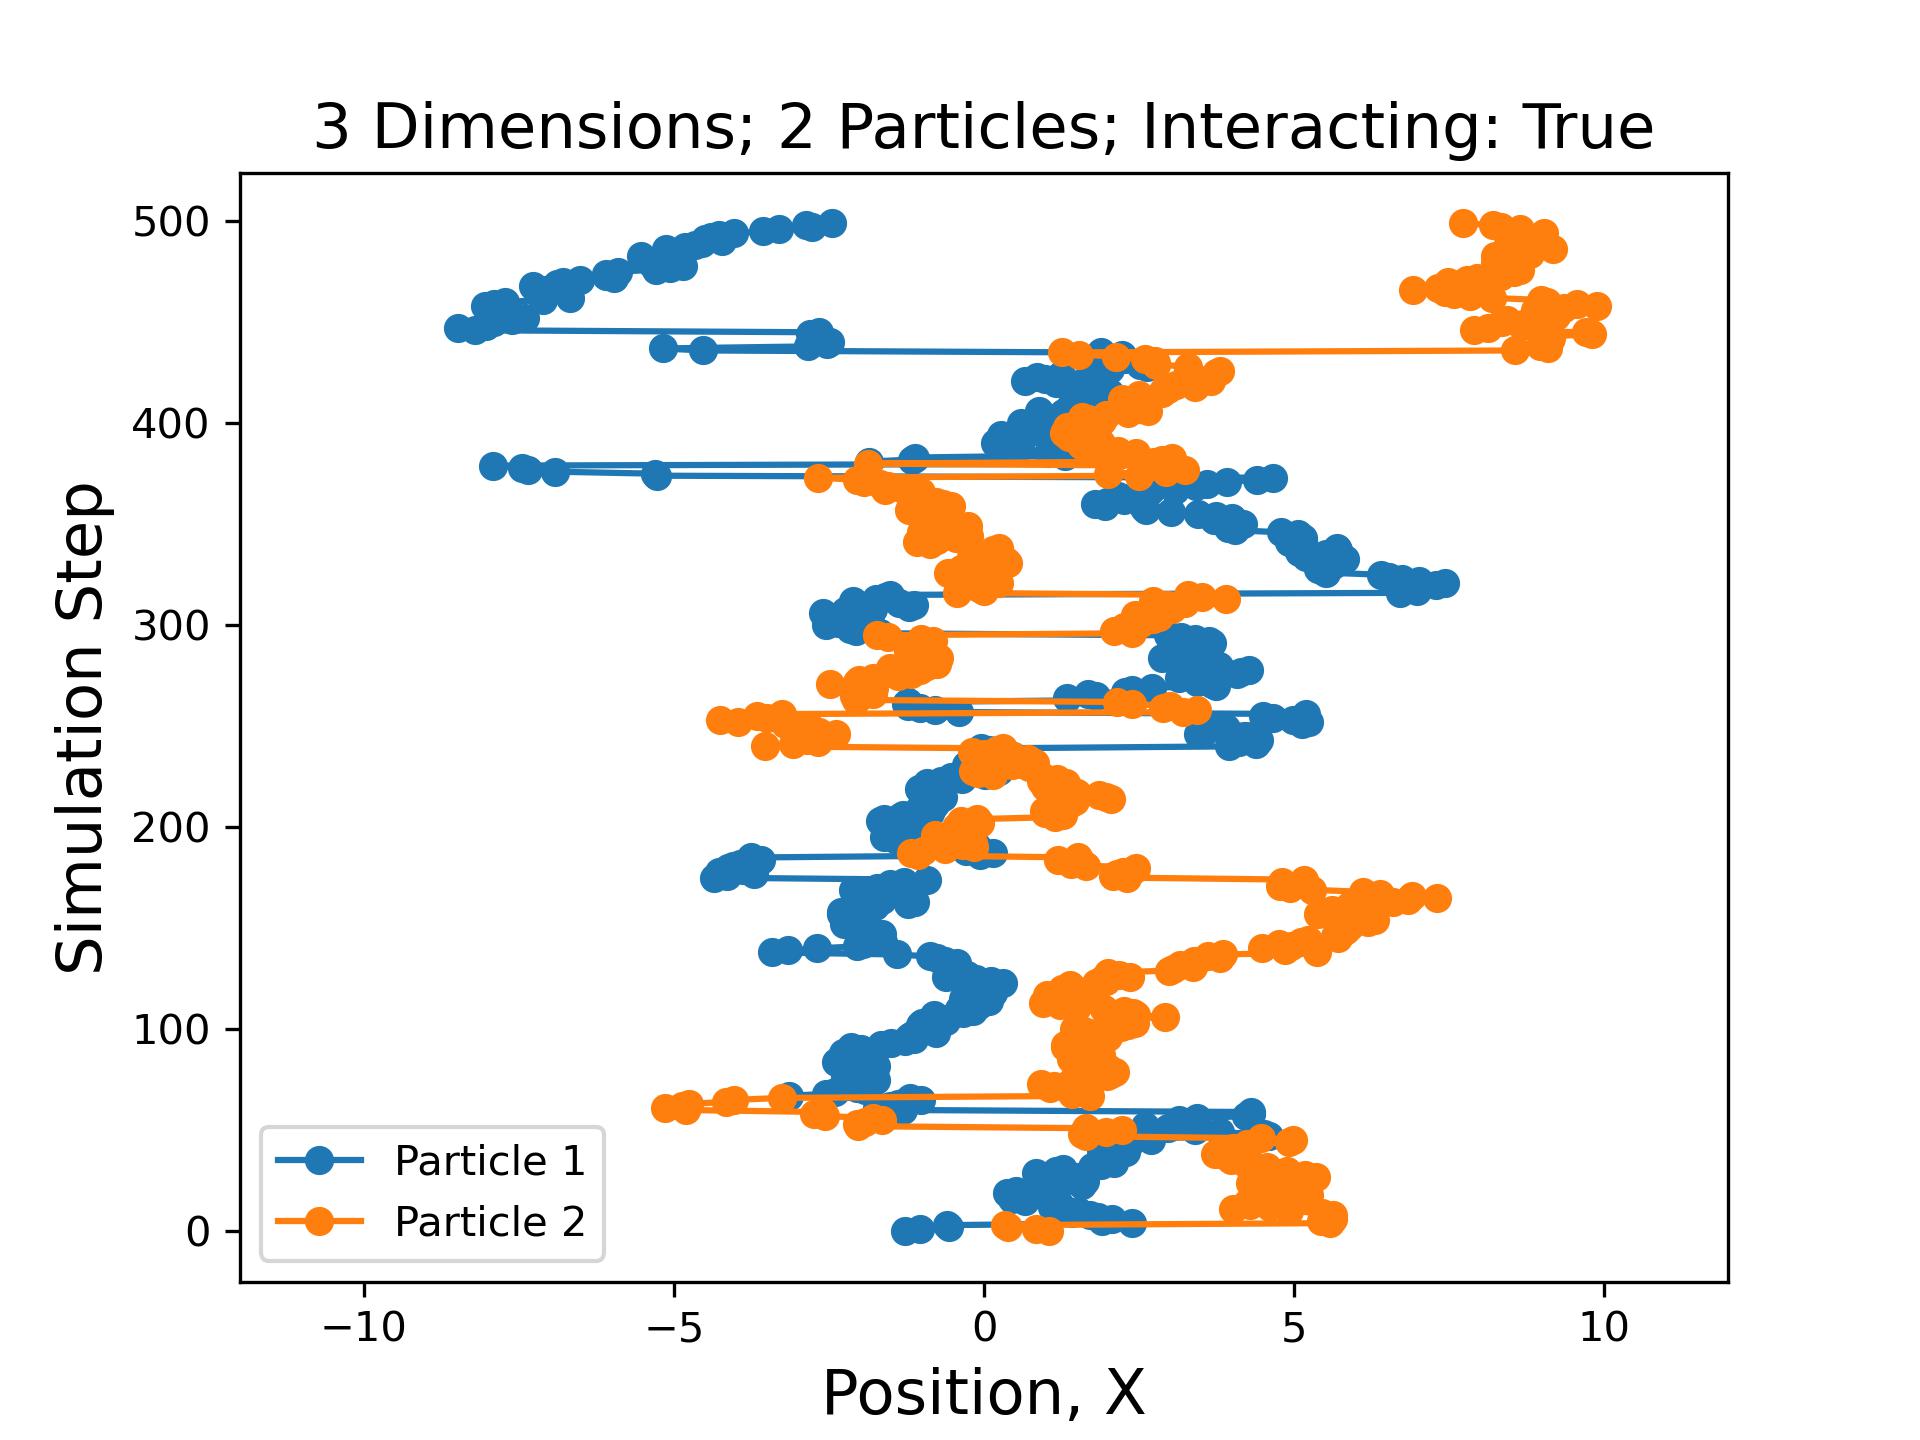 3 Dimensions; 2 Particles; Interacting: True
Simulation Step
500
400
300
200
100
0
Particle 1
Particle 2
−10
−5
0
5
10
Position, X